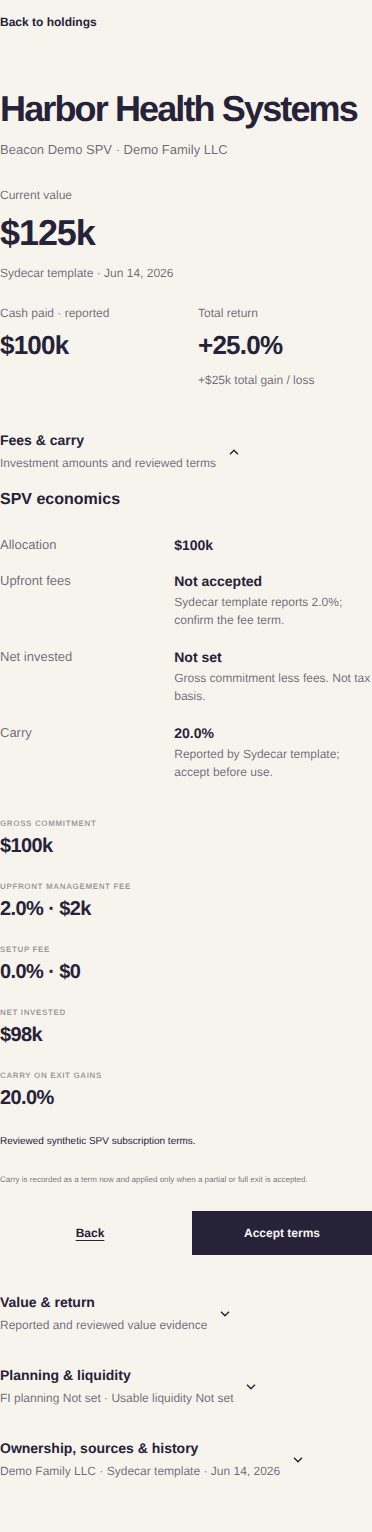 Back to holdings
Harbor Health Systems
Beacon Demo SPV · Demo Family LLC
Current value
$125k
Sydecar template · Jun 14, 2026
Cash paid · reported
$100k
Total return
+25.0%
+$25k total gain / loss
Fees & carry
Investment amounts and reviewed terms
SPV economics
Allocation
$100k
Upfront fees
Not accepted
Sydecar template reports 2.0%;
confirm the fee term.
Net invested
Not set
Gross commitment less fees. Not tax
basis.
Carry
20.0%
Reported by Sydecar template;
accept before use.
GROSS COMMITMENT
$100k
UPFRONT MANAGEMENT FEE
2.0% · $2k
SETUP FEE
0.0% · $0
NET INVESTED
$98k
CARRY ON EXIT GAINS
20.0%
Reviewed synthetic SPV subscription terms.
Carry is recorded as a term now and applied only when a partial or full exit is accepted.
Back
Accept terms
Value & return
Reported and reviewed value evidence
Planning & liquidity
FI planning Not set · Usable liquidity Not set
Ownership, sources & history
Demo Family LLC · Sydecar template · Jun 14, 2026